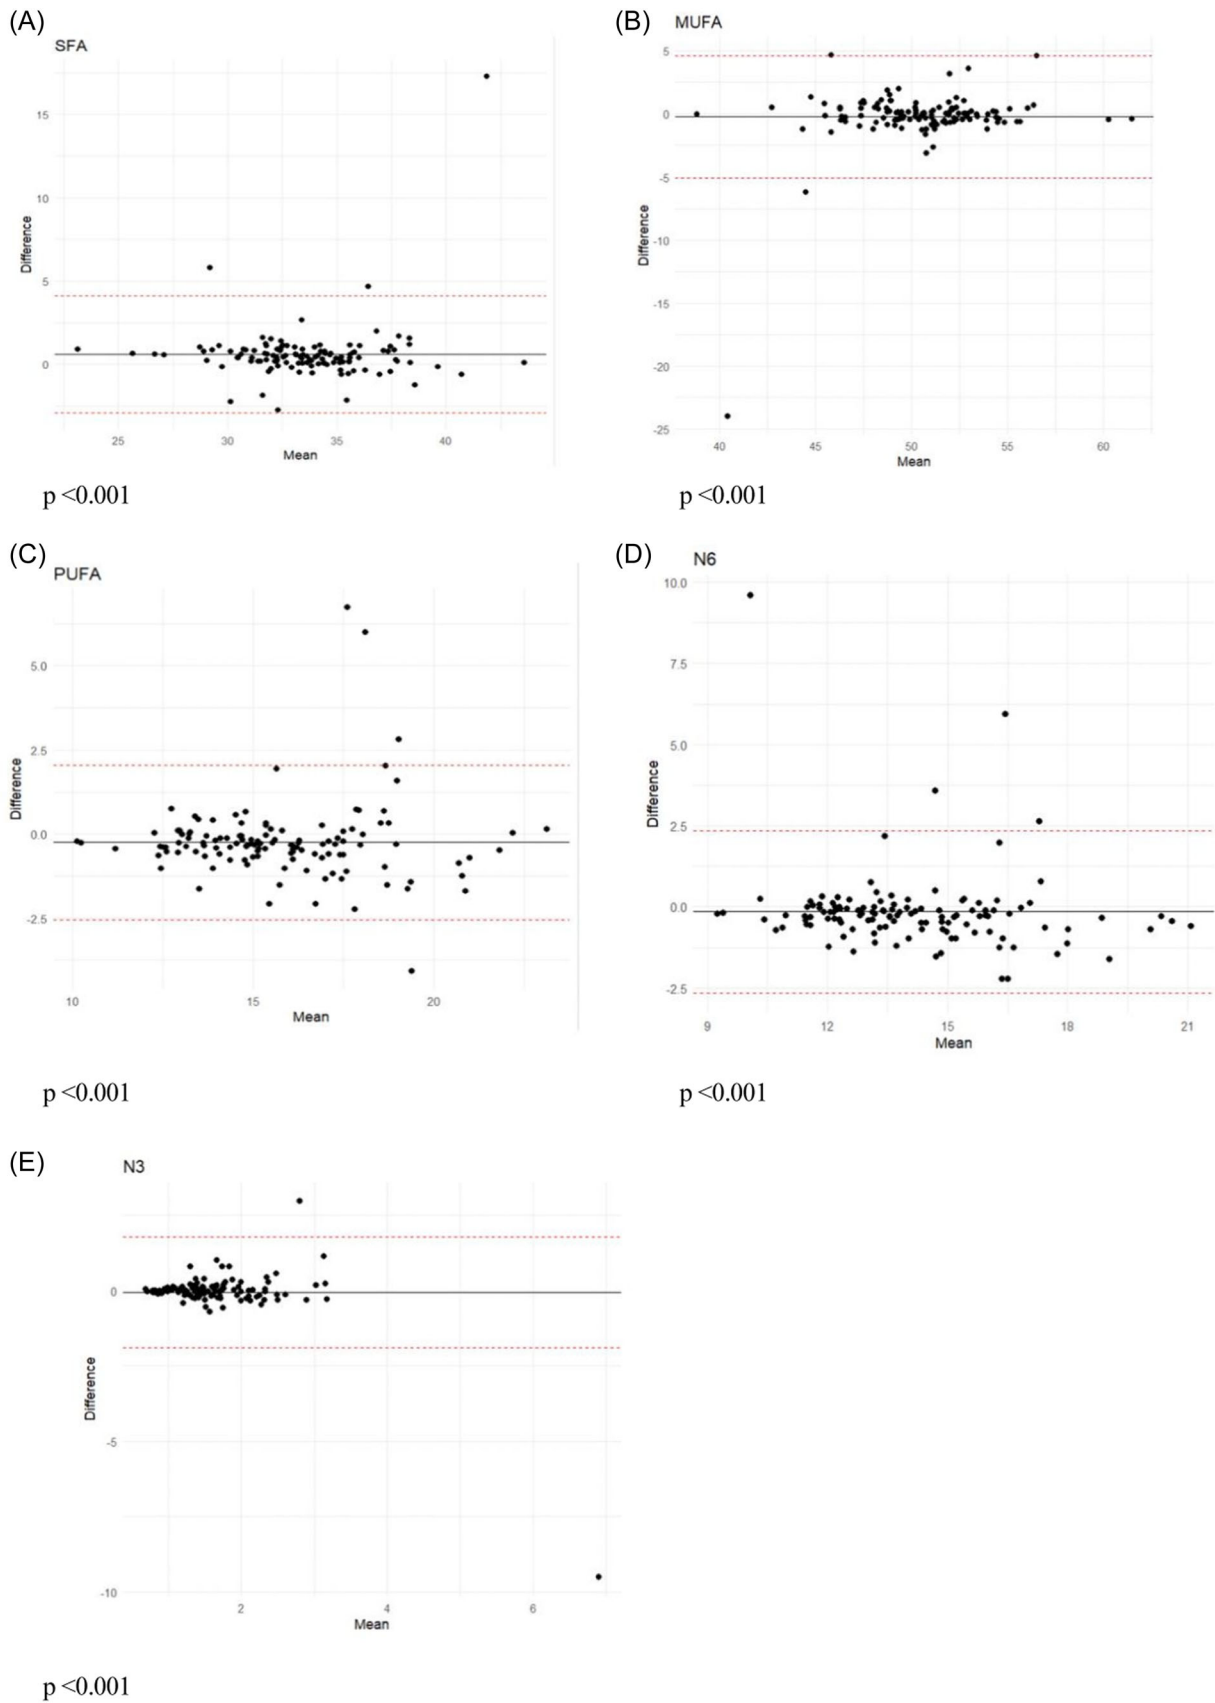 (A)
SFA
15
10
5
0
Difference
25 30 35 40
Mean
p <0.001
(B)
MUFA
5
0
-5
-10
-15
-20
-25
Difference
40 45 50 55 60
Mean
p <0.001
(C)
PUFA
5.0
2.5
0.0
-2.5
Difference
10 15 20
Mean
p <0.001
(D)
N6
10.0
7.5
5.0
2.5
0.0
-2.5
Difference
9 12 15 18 21
Mean
p <0.001
(E)
N3
0
-5
-10
Difference
2 4 6
Mean
p <0.001